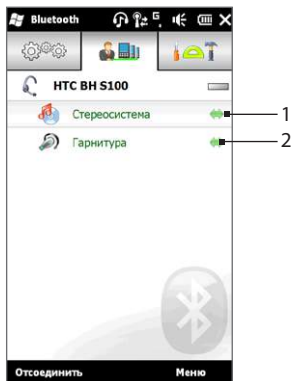 Bluetooth
HTC BH S100
Стереосистема
1
Гарнитура
2
Отсоединить Меню